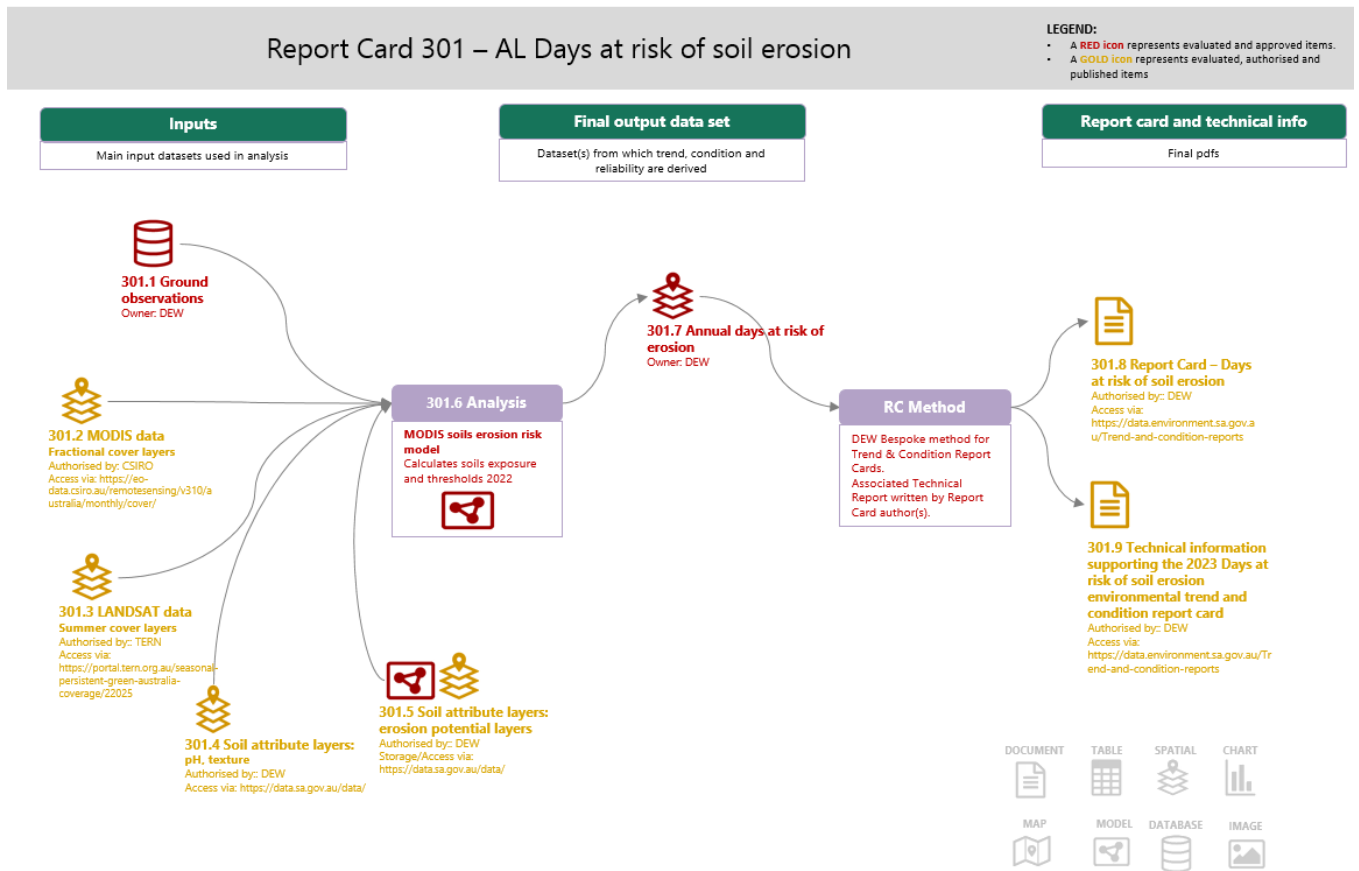 Report Card 301 – AL Days at risk of soil erosion
LEGEND:
• A RED icon represents evaluated and approved items.
• A GOLD icon represents evaluated, authorised and
published items
Inputs
Main input datasets used in analysis
Final output data set
Dataset(s) from which trend, condition and
reliability are derived
Report card and technical info
Final pdfs
301.1 Ground
observations
Owner: DEW
301.2 MODIS data
Fractional cover layers
Authorised by: CSIRO
Access via: https://eo-
data.csiro.au/remotesensing/v310/a
ustralia/monthly/cover/
301.3 LANDSAT data
Summer cover layers
Authorised by:: TERN
Access via:
https://portal.tern.org.au/seasonal-
persistent-green-australia-
coverage/22025
301.4 Soil attribute layers:
pH, texture
Authorised by:: DEW
Access via: https://data.sa.gov.au/data/
301.5 Soil attribute layers:
erosion potential layers
Authorised by:: DEW
Storage/Access via:
https://data.sa.gov.au/data/
301.6 Analysis
MODIS soils erosion risk
model
Calculates soils exposure
and thresholds 2022
301.7 Annual days at risk of
erosion
Owner: DEW
RC Method
DEW Bespoke method for
Trend & Condition Report
Cards.
Associated Technical
Report written by Report
Card author(s).
301.8 Report Card – Days
at risk of soil erosion
Authorised by:: DEW
Access via:
https://data.environment.sa.gov.a
u/Trend-and-condition-reports
301.9 Technical information
supporting the 2023 Days at
risk of soil erosion
environmental trend and
condition report card
Authorised by:: DEW
Access via:
https://data.environment.sa.gov.au/Tr
end-and-condition-reports
DOCUMENT TABLE SPATIAL CHART
MAP MODEL DATABASE IMAGE